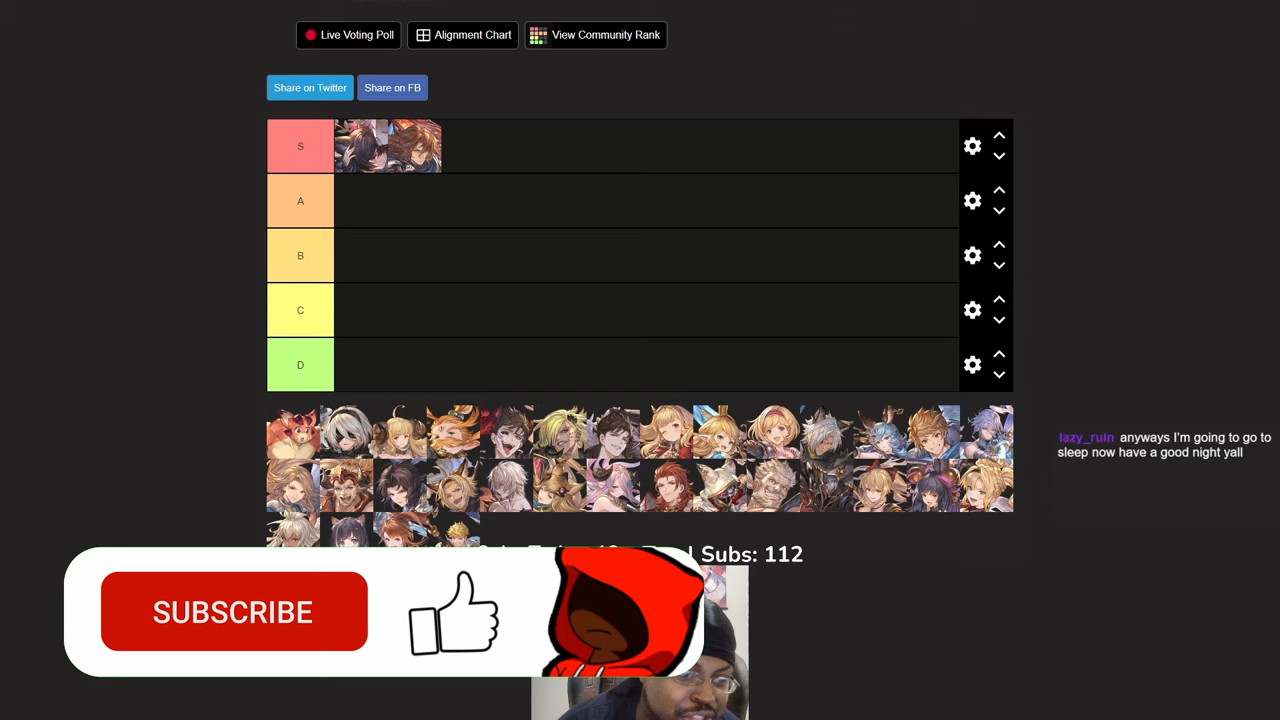 Live Voting Poll
Alignment Chart
View Community Rank
Share on Twitter
Share on FB
S
A
B
C
D
lazy_ruin anyways I'm going to go to
sleep now have a good night yall
Subs: 112
SUBSCRIBE